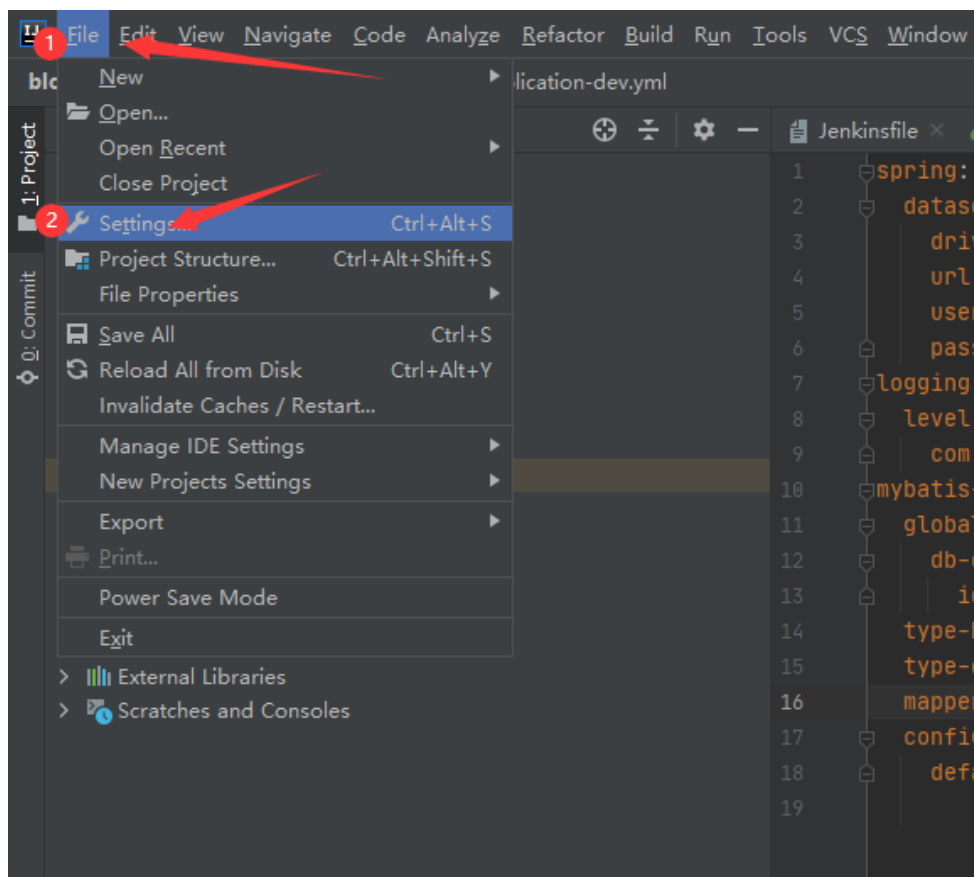 IJ File Edit View Navigate Code Analyze Refactor Build Run Tools VCS Window
1
lication-dev.yml
New
Open...
Open Recent
Close Project
2 Settings... Ctrl+Alt+S
Project Structure... Ctrl+Alt+Shift+S
File Properties
Save All Ctrl+S
Reload All from Disk Ctrl+Alt+Y
Invalidate Caches / Restart...
Manage IDE Settings
New Projects Settings
Export
Print...
Power Save Mode
Exit
External Libraries
Scratches and Consoles
1: Project
0: Commit
Jenkinsfile
1 spring:
2 datas
3 driv
4 url
5 use
6 pass
7 logging
8 level
9 com
10 mybatis
11 globa
12 db-
13 i
14 type-
15 type-
16 mappe
17 confi
18 defa
19